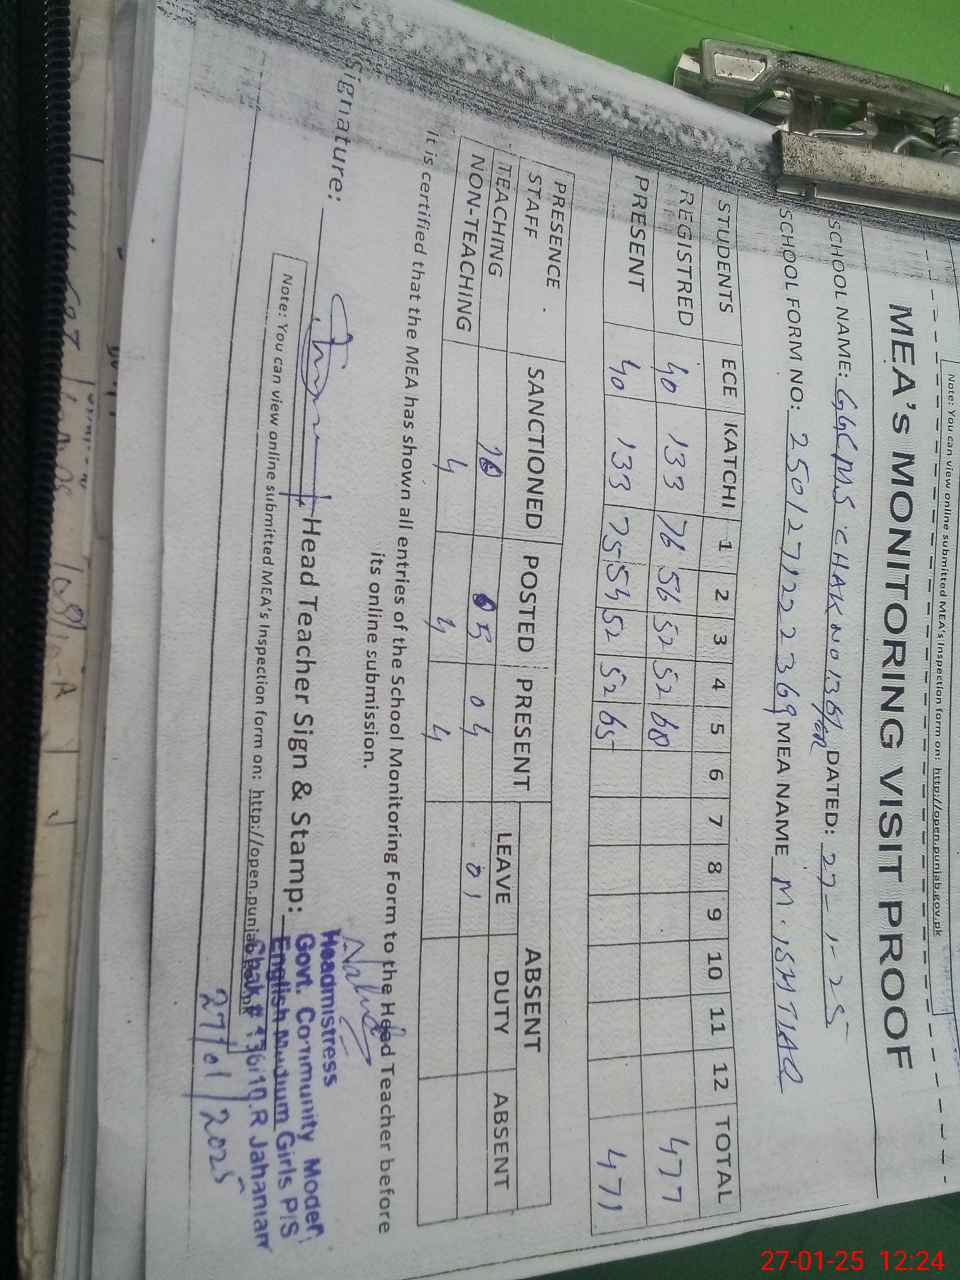 Note: You can view online submitted MEA's Inspection form on: http://open.punjab.gov.pk
MEA'S MONITORING VISIT PROOF
SCHOOL NAME: GGCMS CHAK NO 136/10R DATED: 27-1-25
SCHOOL FORM NO: 2501271222369 MEA NAME M. ISHTIAQ
STUDENTS ECE KATCHI 1 2 3 4 5 6 7 8 9 10 11 12 TOTAL
REGISTRED 40 133 76 56 52 52 68 477
PRESENT 40 133 75 54 52 52 65 471
PRESENCE STAFF SANCTIONED POSTED PRESENT ABSENT
LEAVE DUTY ABSENT
TEACHING 10 05 04 01
NON-TEACHING 4 4 4
It is certified that the MEA has shown all entries of the School Monitoring Form to the Head Teacher before
its online submission.
Signature: Head Teacher Sign & Stamp:
Headmistress
Govt. Community Model
English Medium Girls P/S
Chak # 136/10.R Jahanian
Note: You can view online submitted MEA's Inspection form on: http://open.punjab.gov.pk
27/01/2025
27-01-25 12:24